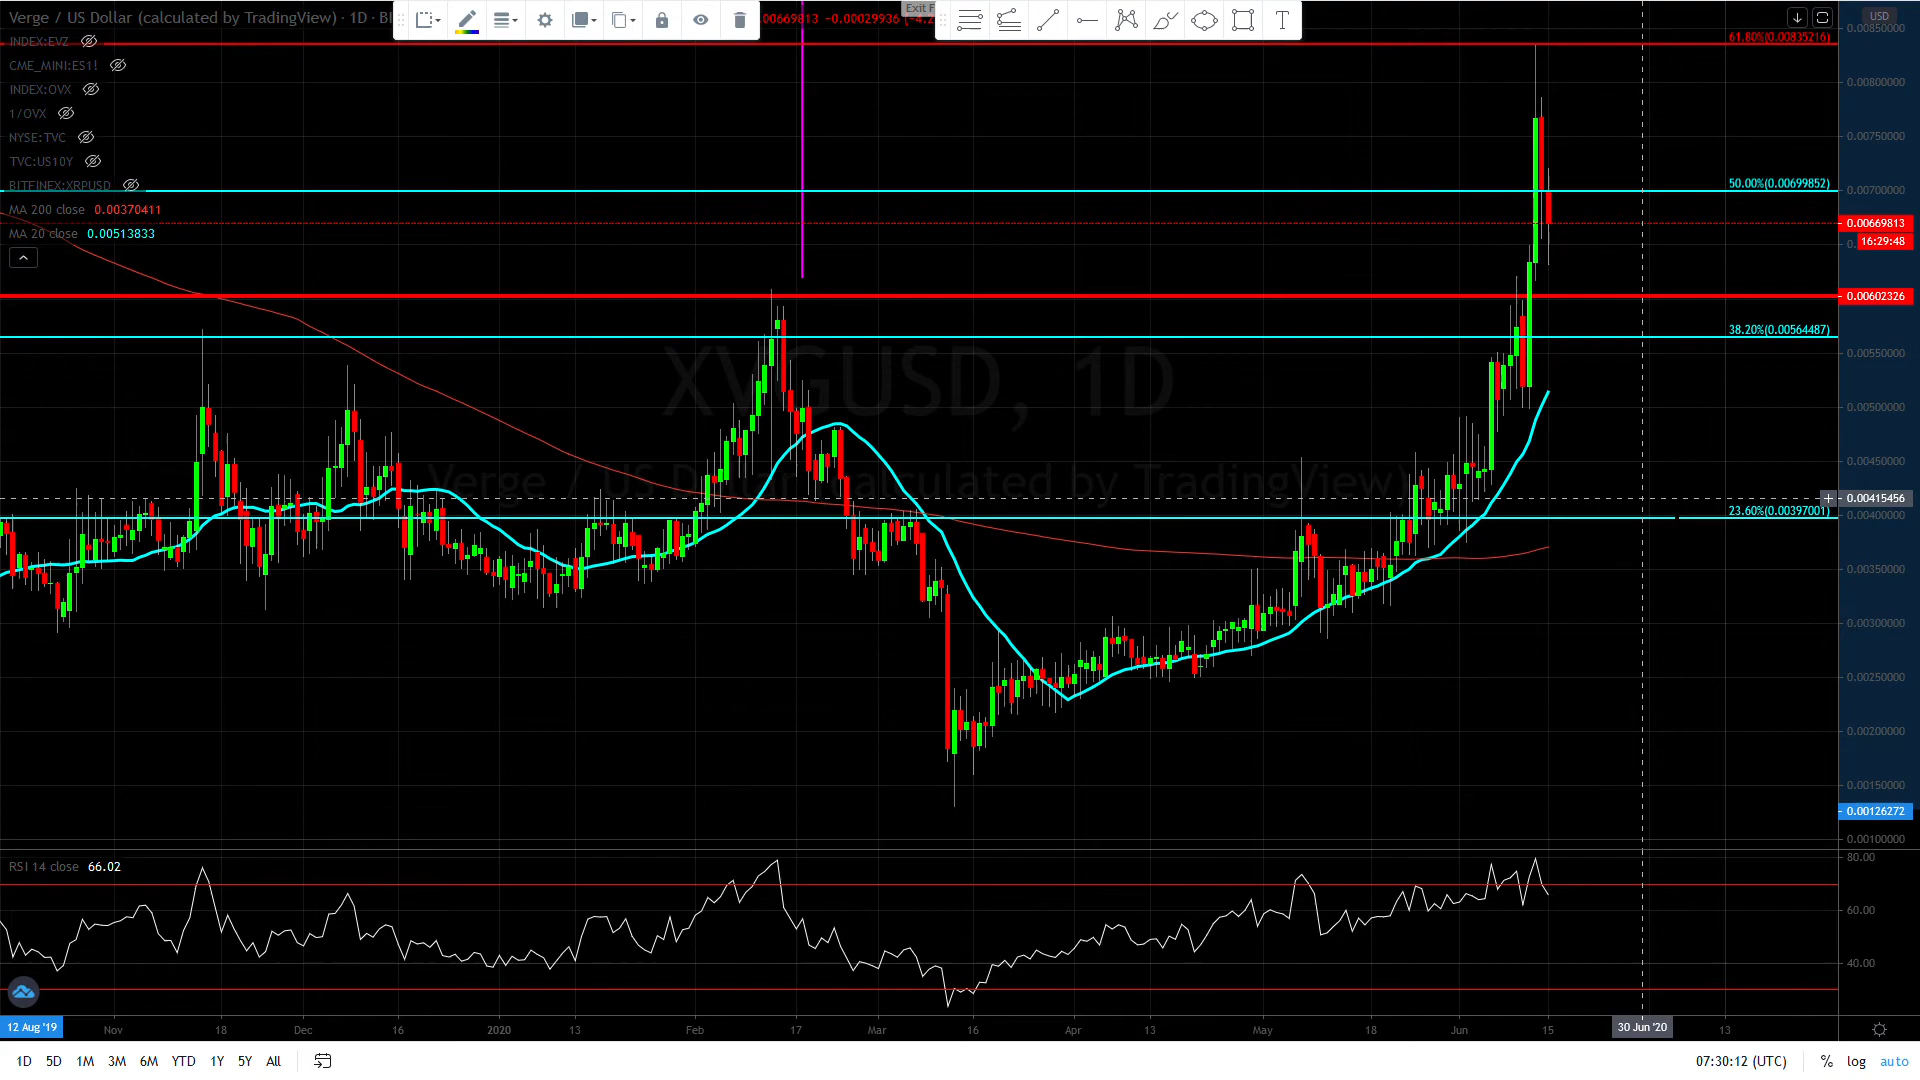 Verge / US Dollar (calculated by TradingView) · 1D · BI
.00669813 −0.00029936 (−4.2
Exit F
USD
INDEX:EVZ
CME_MINI:ES1!
INDEX:OVX
1/OVX
NYSE:TVC
TVC:US10Y
BITFINEX:XRPUSD
MA 200 close 0.00370411
MA 20 close 0.00513833
XVGUSD, 1D
Verge / US Dollar (calculated by TradingView)
61.80%(0.00835216)
50.00%(0.00699852)
38.20%(0.00564487)
23.60%(0.00397001)
0.00850000
0.00800000
0.00750000
0.00700000
0.00669813
16:29:48
0.00602326
0.00550000
0.00500000
0.00450000
0.00415456
0.00400000
0.00350000
0.00300000
0.00250000
0.00200000
0.00150000
0.00126272
0.00100000
RSI 14 close 66.02
80.00
60.00
40.00
12 Aug '19 Nov 18 Dec 16 2020 13 Feb 17 Mar 16 Apr 13 May 18 Jun 15 30 Jun '20 13
1D 5D 1M 3M 6M YTD 1Y 5Y All
07:30:12 (UTC) % log auto